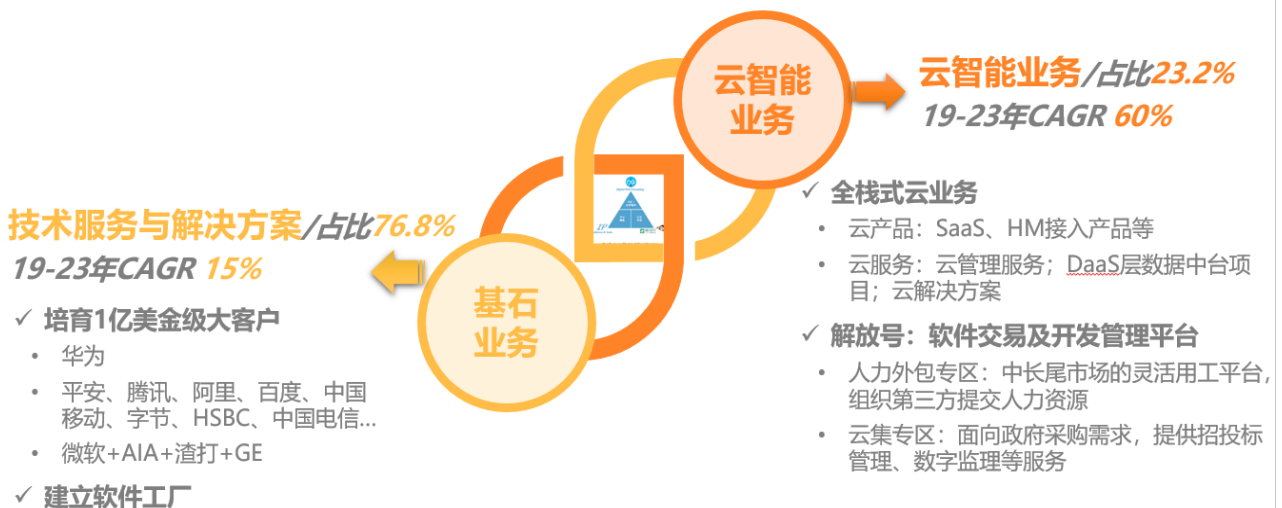 云智能
业务
云智能业务/占比23.2%
19-23年CAGR 60%
全栈式云业务
云产品：SaaS、HM接入产品等
云服务：云管理服务；DaaS层数据中台项
目；云解决方案
解放号：软件交易及开发管理平台
人力外包专区：中长尾市场的灵活用工平台，
组织第三方提交人力资源
云集专区：面向政府采购需求，提供招投标
管理、数字监理等服务
技术服务与解决方案/占比76.8%
19-23年CAGR 15%
基石
业务
培育1亿美金级大客户
华为
平安、腾讯、阿里、百度、中国
移动、字节、HSBC、中国电信...
微软+AIA+渣打+GE
建立软件工厂